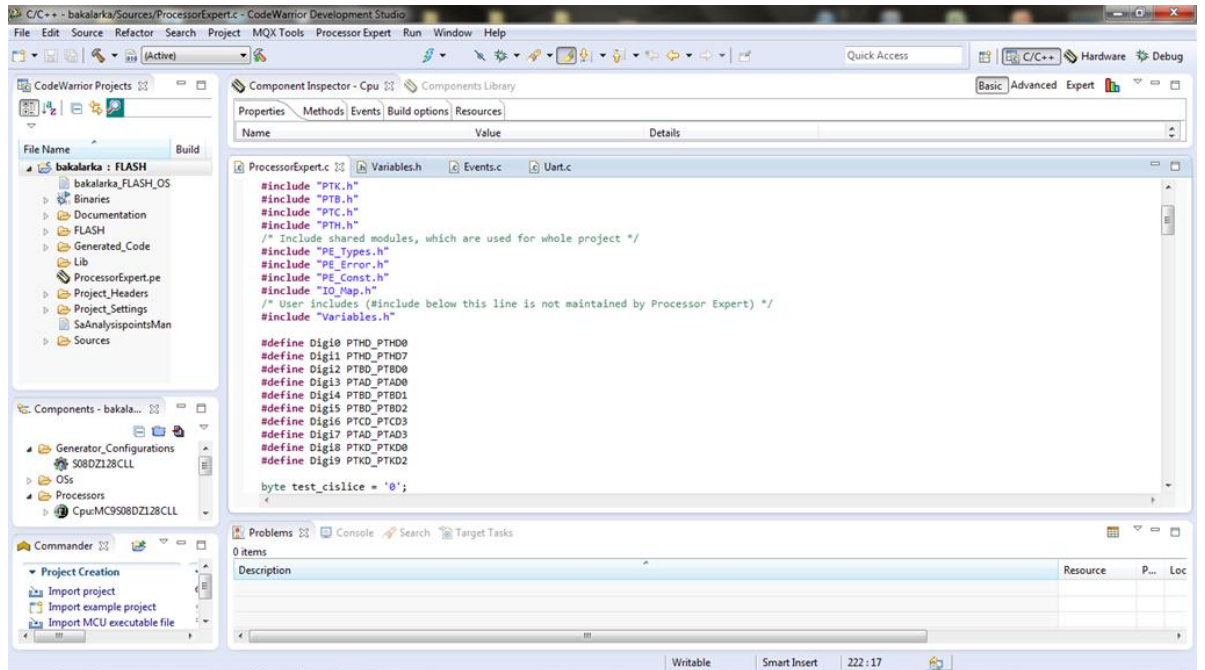 C/C++ - bakalarka/Sources/ProcessorExpert.c - CodeWarrior Development Studio
File Edit Source Refactor Search Project MQX Tools Processor Expert Run Window Help
(Active)
Quick Access
C/C++ Hardware Debug
CodeWarrior Projects
File Name Build
bakalarka : FLASH
bakalarka_FLASH_OS
Binaries
Documentation
FLASH
Generated_Code
Lib
ProcessorExpert.pe
Project_Headers
Project_Settings
SaAnalysispointsMan
Sources
Components - bakala...
Generator_Configurations
S08DZ128CLL
OSs
Processors
Cpu:MC9S08DZ128CLL
Commander
Project Creation
Import project
Import example project
Import MCU executable file
Component Inspector - Cpu Components Library
Basic Advanced Expert
Properties Methods Events Build options Resources
Name Value Details
ProcessorExpert.c Variables.h Events.c Uart.c
#include "PTK.h"
#include "PTB.h"
#include "PTC.h"
#include "PTH.h"
/* Include shared modules, which are used for whole project */
#include "PE_Types.h"
#include "PE_Error.h"
#include "PE_Const.h"
#include "IO_Map.h"
/* User includes (#include below this line is not maintained by Processor Expert) */
#include "Variables.h"
#define Digi0 PTHD_PTHD0
#define Digi1 PTHD_PTHD7
#define Digi2 PTBD_PTBD0
#define Digi3 PTAD_PTAD0
#define Digi4 PTBD_PTBD1
#define Digi5 PTBD_PTBD2
#define Digi6 PTCD_PTCD3
#define Digi7 PTAD_PTAD3
#define Digi8 PTKD_PTKD0
#define Digi9 PTKD_PTKD2
byte test_cislice = '0';
Problems Console Search Target Tasks
0 items
Description Resource P... Loc
Writable Smart Insert 222 : 17